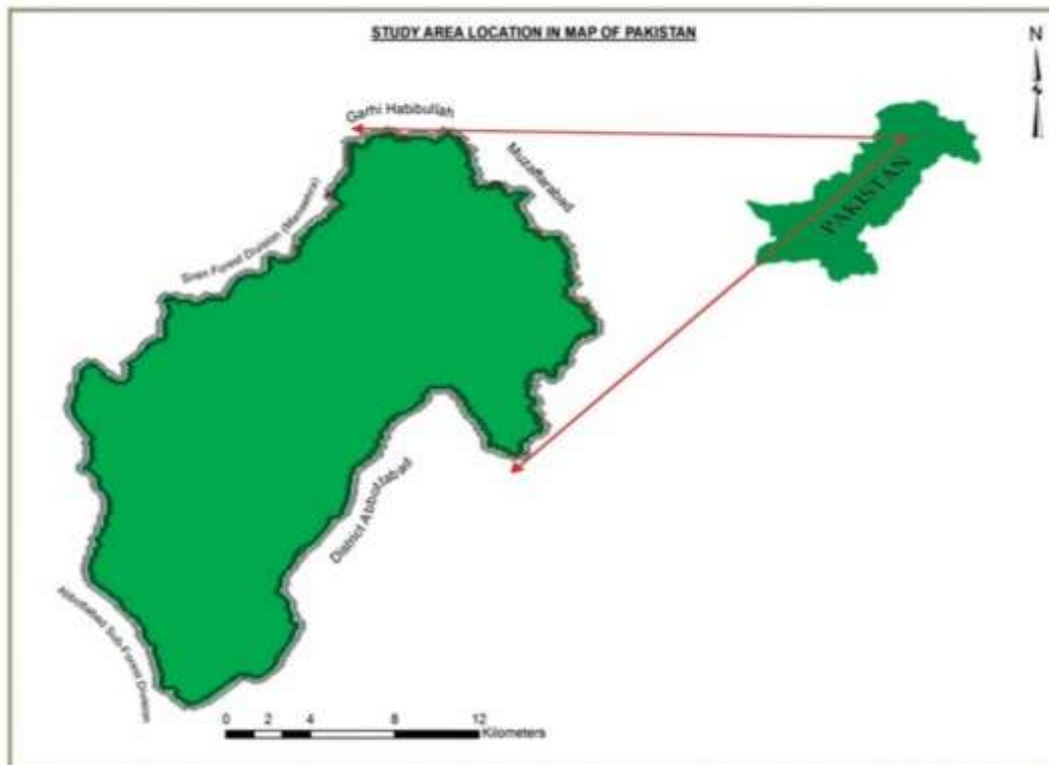 STUDY AREA LOCATION IN MAP OF PAKISTAN
N
Garhi Habibullah
Muzaffarabad
Siren Forest Division (Mansehra)
PAKISTAN
District Abbottabad
Abbottabad Sub-Forest Division
0 2 4 8 12
Kilometers